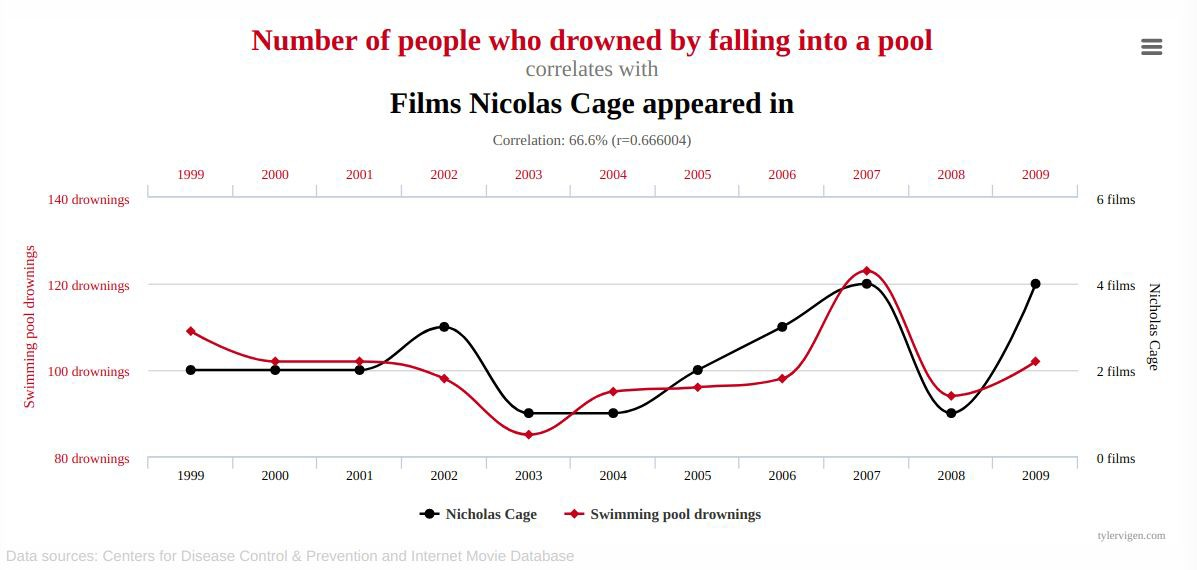 Number of people who drowned by falling into a pool
correlates with
Films Nicolas Cage appeared in
Correlation: 66.6% (r=0.666004)
1999 2000 2001 2002 2003 2004 2005 2006 2007 2008 2009
140 drownings
120 drownings
100 drownings
80 drownings
Swimming pool drownings
6 films
4 films
2 films
0 films
Nicholas Cage
1999 2000 2001 2002 2003 2004 2005 2006 2007 2008 2009
Nicholas Cage Swimming pool drownings
tylervigen.com
Data sources: Centers for Disease Control & Prevention and Internet Movie Database